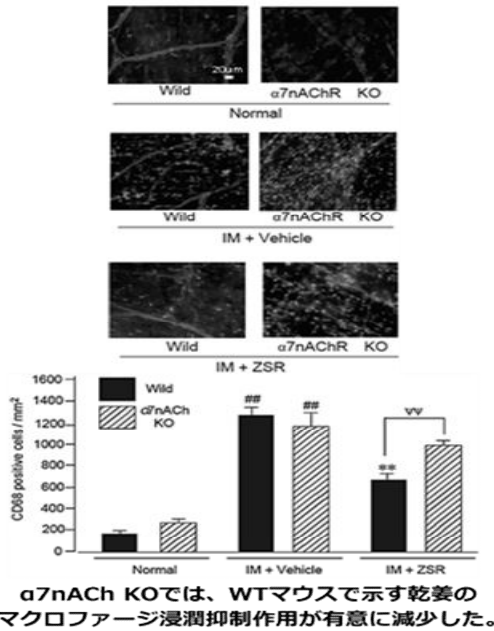 20μm
Wild α7nAChR KO
Normal
Wild α7nAChR KO
IM + Vehicle
Wild α7nAChR KO
IM + ZSR
1600
1400
1200
1000
800
600
400
200
0
CD68 positive cells / mm²
Wild
α7nACh
KO
##
##
**
ΨΨ
Normal
IM + Vehicle
IM + ZSR
α7nACh KOでは、WTマウスで示す乾姜の
マクロファージ浸潤抑制作用が有意に減少した。